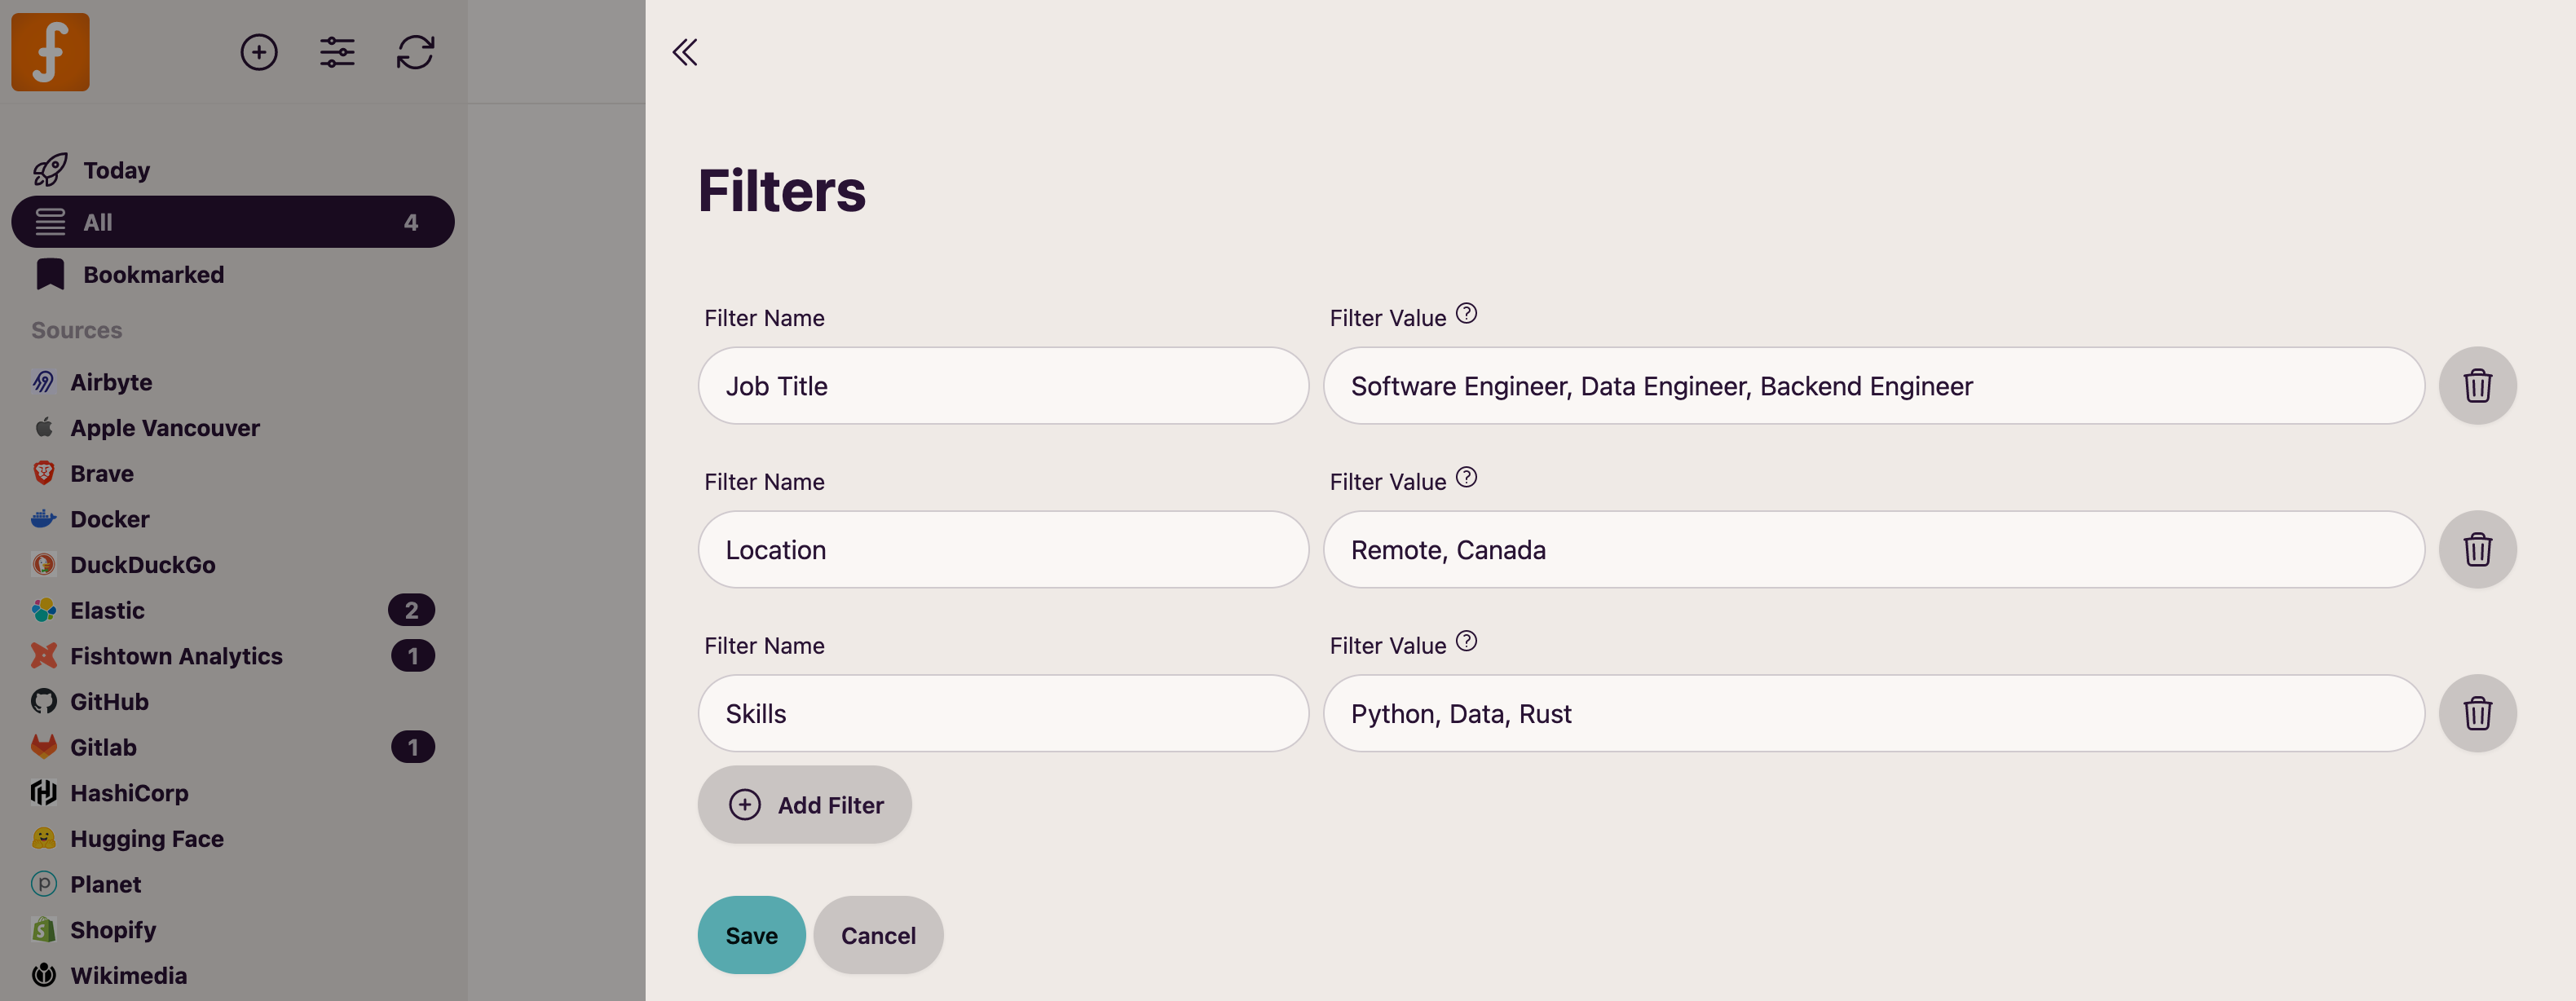 Today
All 4
Bookmarked
Sources
Airbyte
Apple Vancouver
Brave
Docker
DuckDuckGo
Elastic 2
Fishtown Analytics 1
GitHub
Gitlab 1
HashiCorp
Hugging Face
Planet
Shopify
Wikimedia
Filters
Filter Name
Filter Value ?
Job Title
Software Engineer, Data Engineer, Backend Engineer
Filter Name
Filter Value ?
Location
Remote, Canada
Filter Name
Filter Value ?
Skills
Python, Data, Rust
Add Filter
Save
Cancel